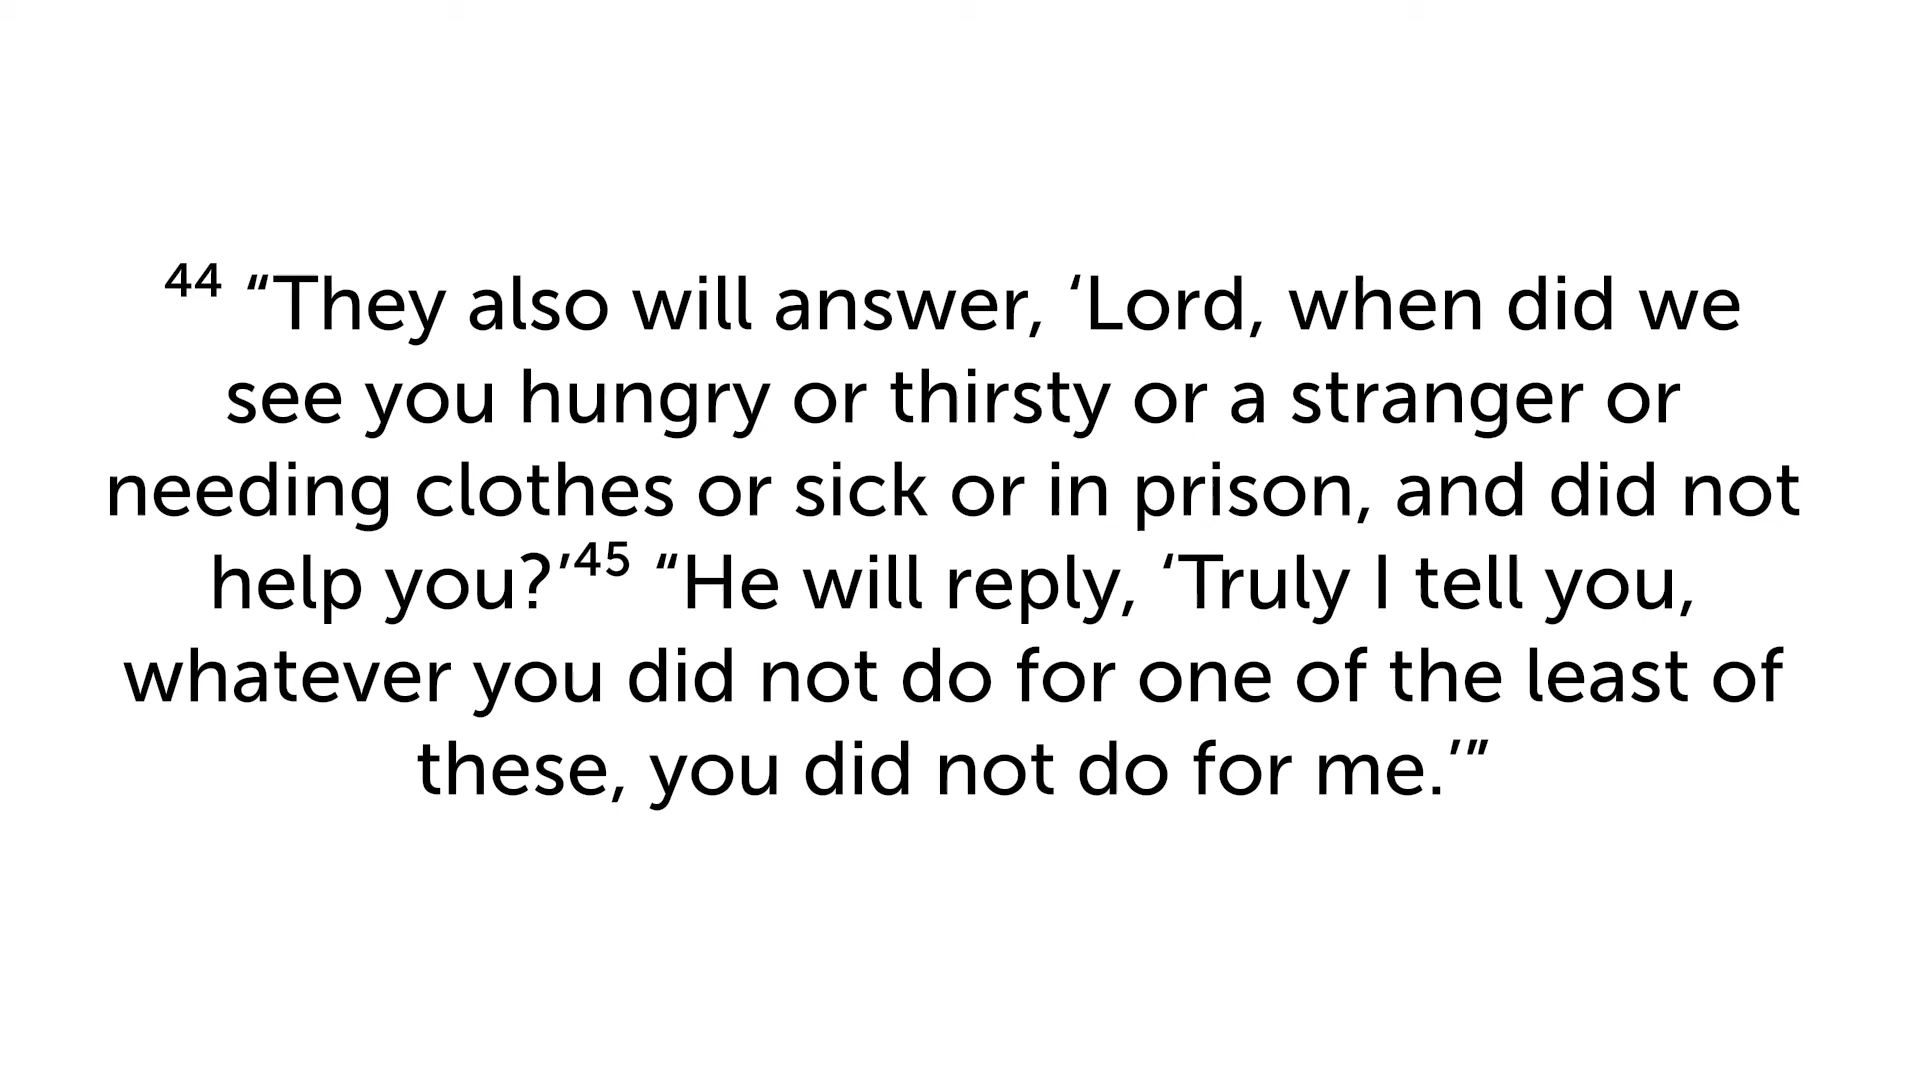 44 “They also will answer, ‘Lord, when did we
see you hungry or thirsty or a stranger or
needing clothes or sick or in prison, and did not
help you?’45 “He will reply, ‘Truly I tell you,
whatever you did not do for one of the least of
these, you did not do for me.’”